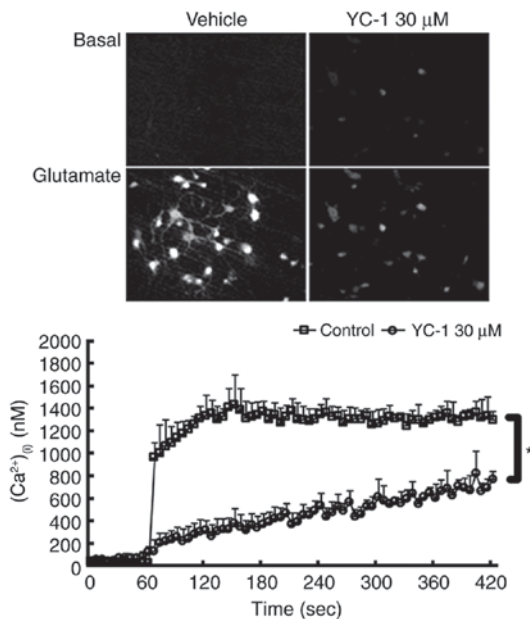 Vehicle YC-1 30 μM
Basal
Glutamate
Control YC-1 30 μM
2000
1800
1600
1400
1200
1000
800
600
400
200
0
(Ca²⁺)₍ᵢ₎ (nM)
*
0 60 120 180 240 300 360 420
Time (sec)